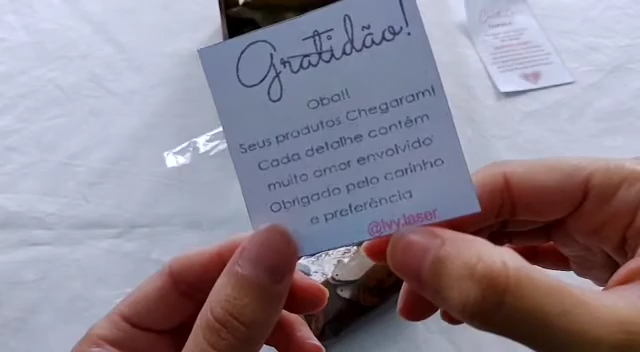 Gratidão!
Oba!!
Seus produtos Chegaram!
Cada detalhe contém
muito amor envolvido
Obrigado pelo carinho
e preferência
@ivy.laser